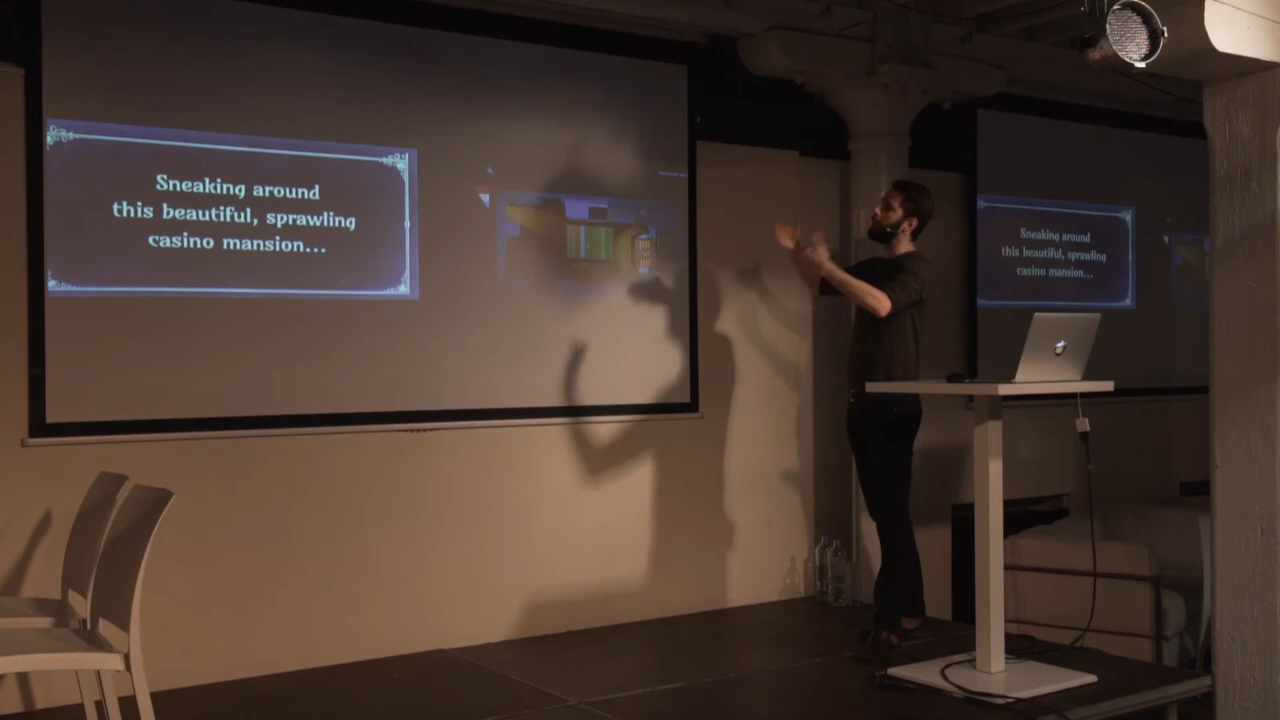 Sneaking around
this beautiful, sprawling
casino mansion...
Sneaking around
this beautiful, sprawling
casino mansion...